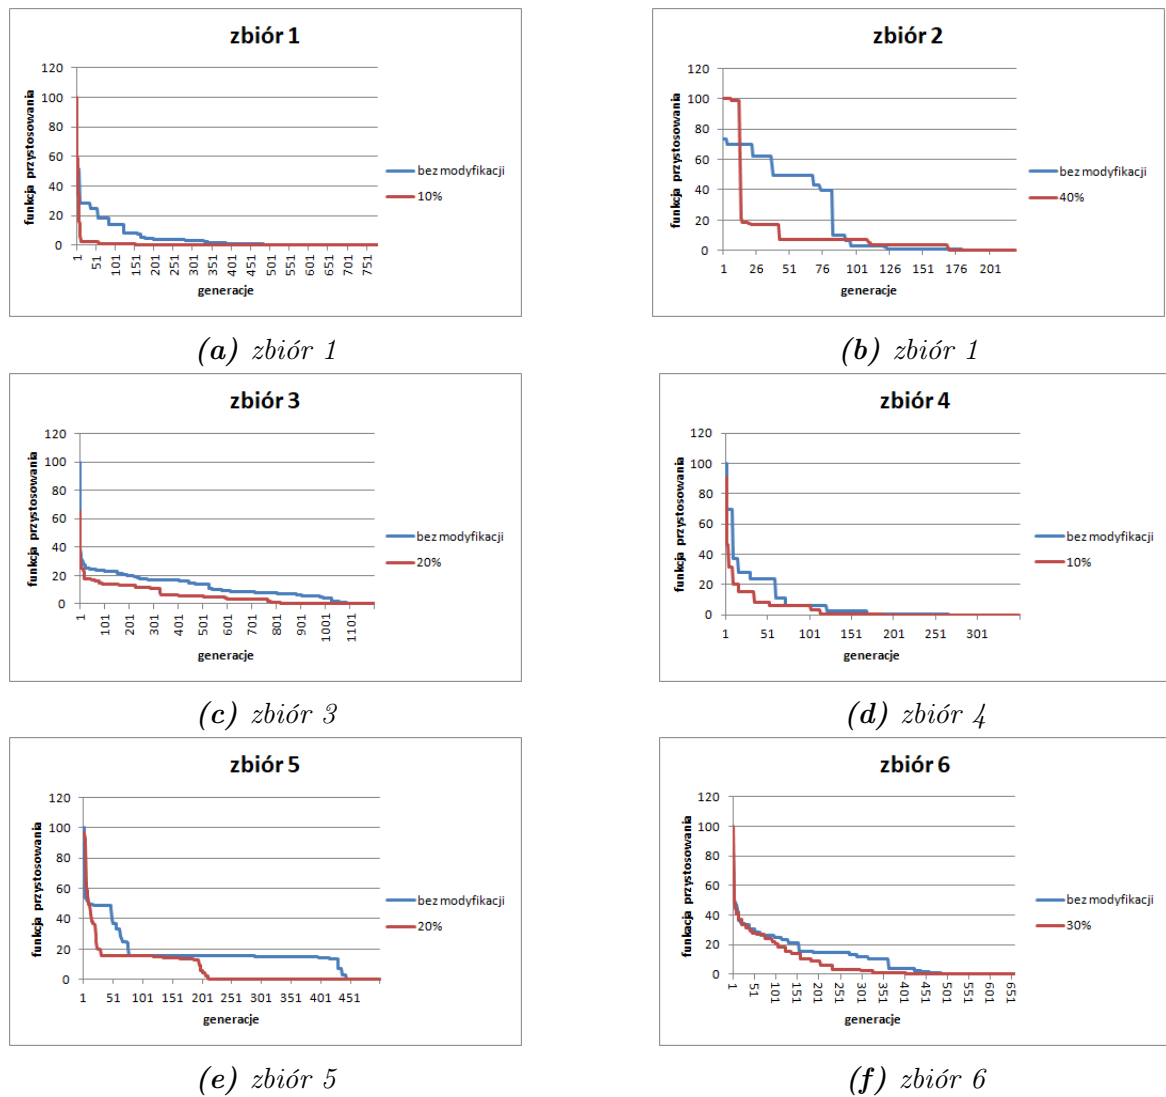 zbiór 1
funkcja przystosowania
120
100
80
60
40
20
0
1 51 101 151 201 251 301 351 401 451 501 551 601 651 701 751
generacje
bez modyfikacji
10%
(a) zbiór 1
zbiór 2
funkcja przystosowania
120
100
80
60
40
20
0
1 26 51 76 101 126 151 176 201
generacje
bez modyfikacji
40%
(b) zbiór 1
zbiór 3
funkcja przystosowania
120
100
80
60
40
20
0
1 101 201 301 401 501 601 701 801 901 1001 1101
generacje
bez modyfikacji
20%
(c) zbiór 3
zbiór 4
funkcja przystosowania
120
100
80
60
40
20
0
1 51 101 151 201 251 301
generacje
bez modyfikacji
10%
(d) zbiór 4
zbiór 5
funkcja przystosowania
120
100
80
60
40
20
0
1 51 101 151 201 251 301 351 401 451
generacje
bez modyfikacji
20%
(e) zbiór 5
zbiór 6
funkacja przystosowania
120
100
80
60
40
20
0
1 51 101 151 201 251 301 351 401 451 501 551 601 651
generacje
bez modyfikacji
30%
(f) zbiór 6